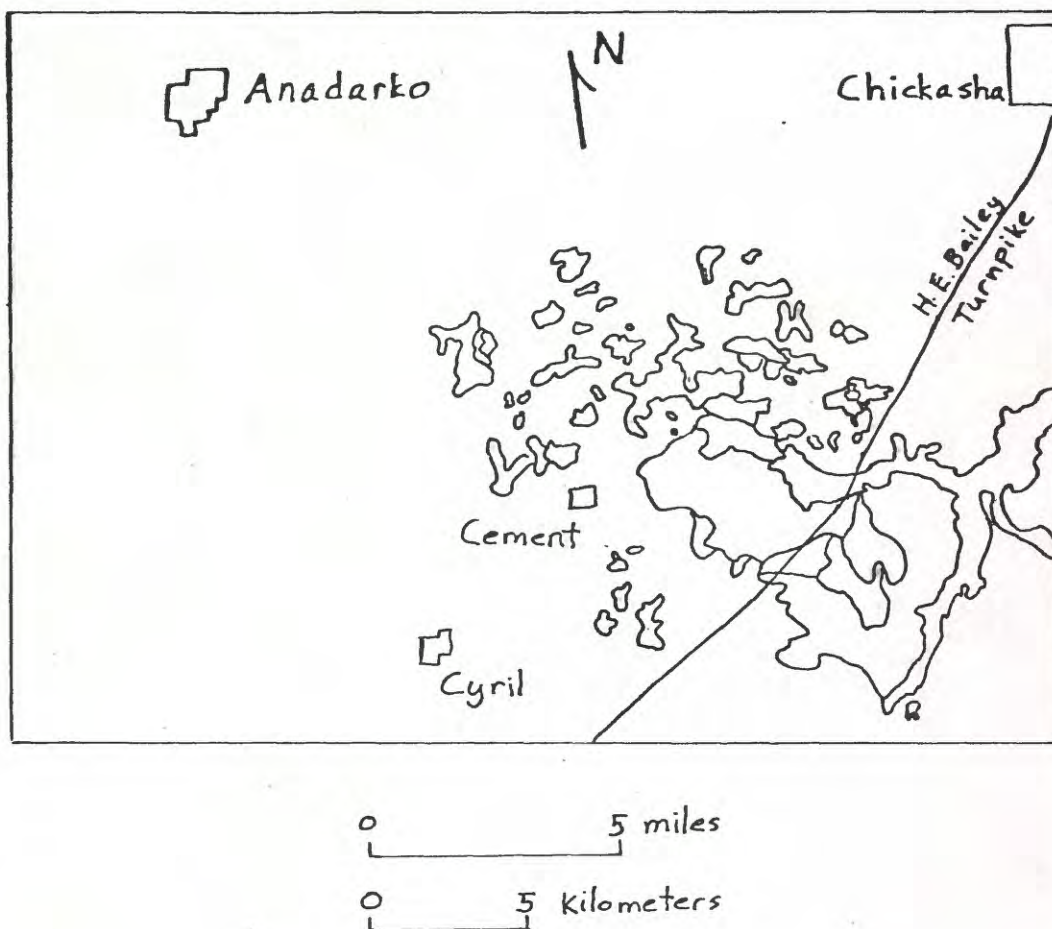 N
Anadarko
Chickasha
H.E. Bailey
Turnpike
Cement
Cyril
0 5 miles
0 5 Kilometers